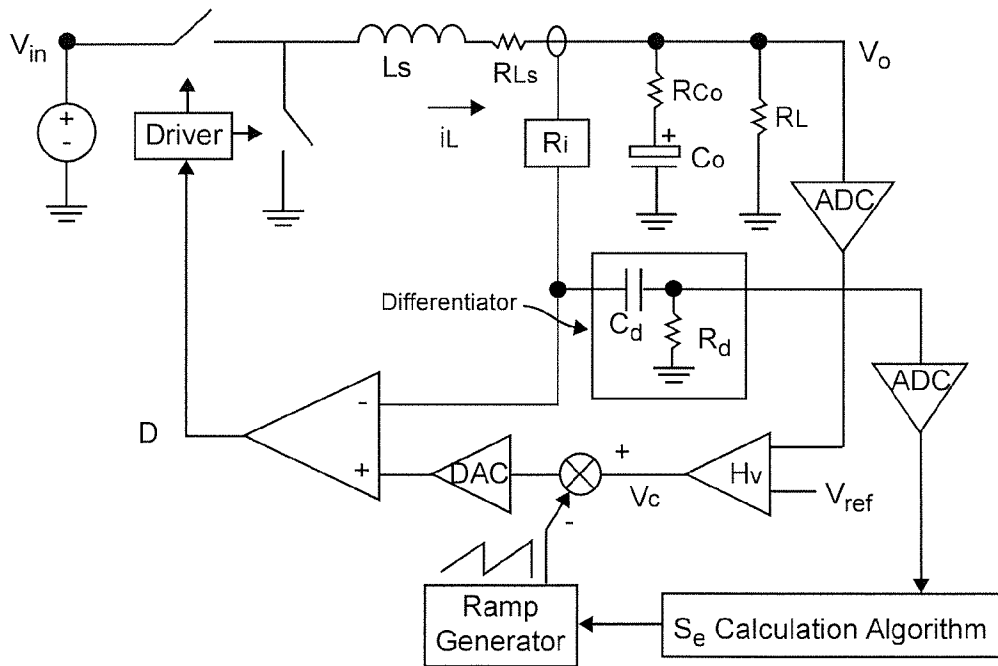 Vin
+
-
Driver
Ls
RLs
iL
Ri
RCo
+
Co
RL
Vo
ADC
Differentiator
Cd
Rd
ADC
D
-
+
DAC
+
-
Vc
Hv
Vref
Ramp
Generator
Se Calculation Algorithm